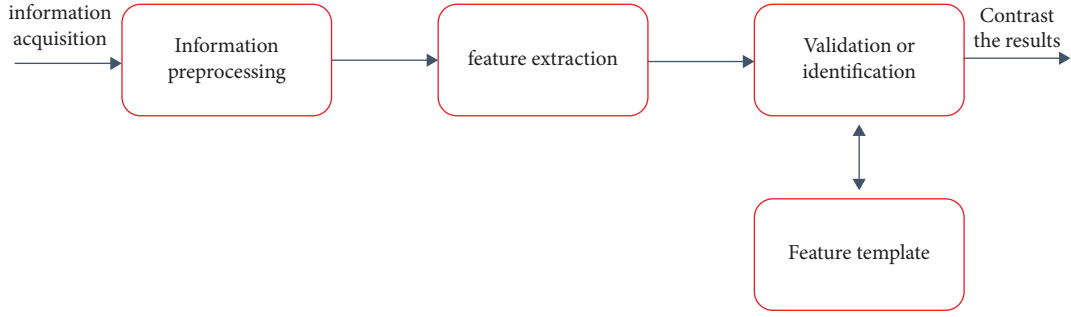 information
acquisition
Information
preprocessing
feature extraction
Validation or
identification
Contrast
the results
Feature template